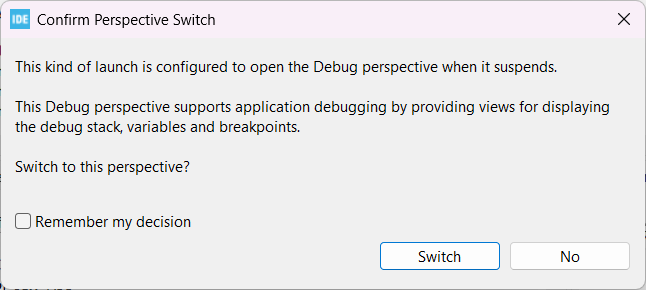 IDE Confirm Perspective Switch
This kind of launch is configured to open the Debug perspective when it suspends.
This Debug perspective supports application debugging by providing views for displaying
the debug stack, variables and breakpoints.
Switch to this perspective?
Remember my decision
Switch No